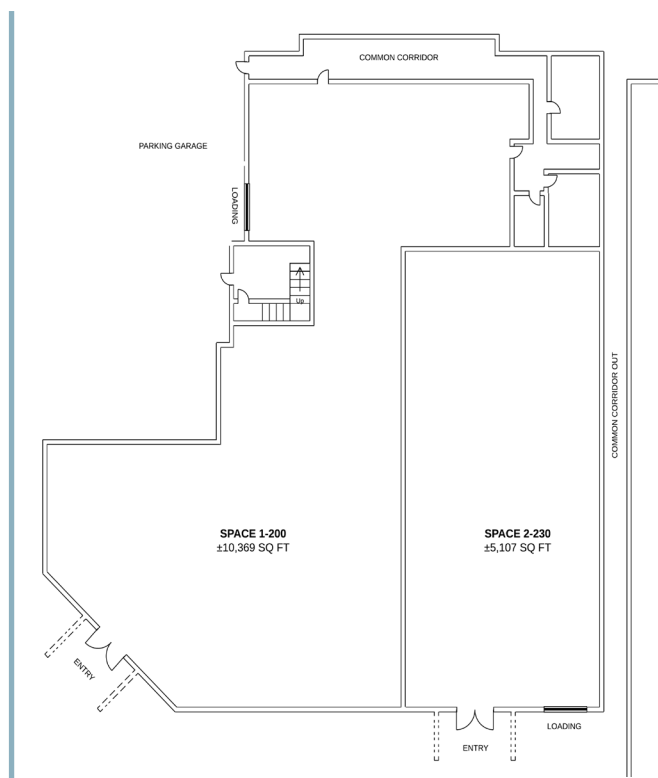 COMMON CORRIDOR
PARKING GARAGE
LOADING
Up
COMMON CORRIDOR OUT
SPACE 1-200
±10,369 SQ FT
SPACE 2-230
±5,107 SQ FT
ENTRY
LOADING
ENTRY